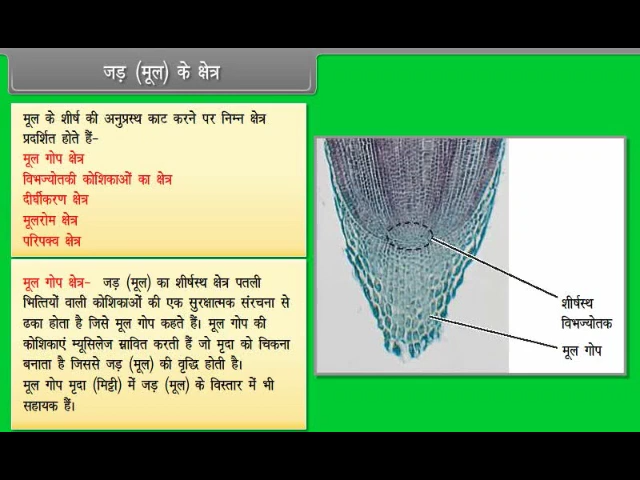 जड़ (मूल) के क्षेत्र
मूल के शीर्ष की अनुप्रस्थ काट करने पर निम्न क्षेत्र
प्रदर्शित होते हैं-
मूल गोप क्षेत्र
विभज्योतकी कोशिकाओं का क्षेत्र
दीर्घीकरण क्षेत्र
मूलरोम क्षेत्र
परिपक्व क्षेत्र
मूल गोप क्षेत्र- जड़ (मूल) का शीर्षस्थ क्षेत्र पतली
भित्तियों वाली कोशिकाओं की एक सुरक्षात्मक संरचना से
ढका होता है जिसे मूल गोप कहते हैं। मूल गोप की
कोशिकाएं म्यूसिलेज स्रावित करती हैं जो मृदा को चिकना
बनाता है जिससे जड़ (मूल) की वृद्धि होती है।
मूल गोप मृदा (मिट्टी) में जड़ (मूल) के विस्तार में भी
सहायक हैं।
शीर्षस्थ
विभज्योतक
मूल गोप